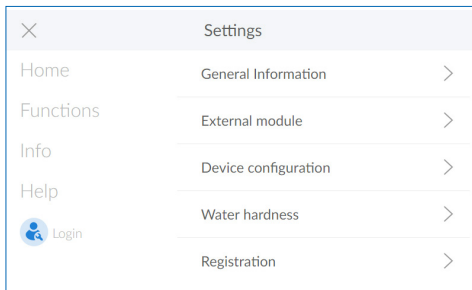 Settings
Home
Functions
Info
Help
Login
General Information
External module
Device configuration
Water hardness
Registration